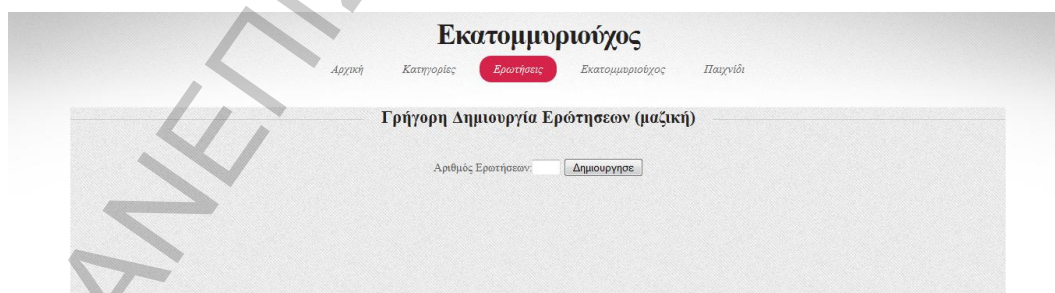 Εκατομμυριούχος
Αρχική Κατηγορίες Ερωτήσεις Εκατομμυριούχος Παιχνίδι
Γρήγορη Δημιουργία Ερώτησεων (μαζική)
Αριθμός Ερωτήσεων: Δημιουργησε